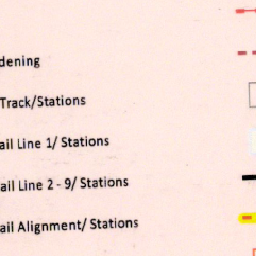 dening
Track/Stations
ail Line 1/ Stations
ail Line 2 - 9/ Stations
ail Alignment/ Stations